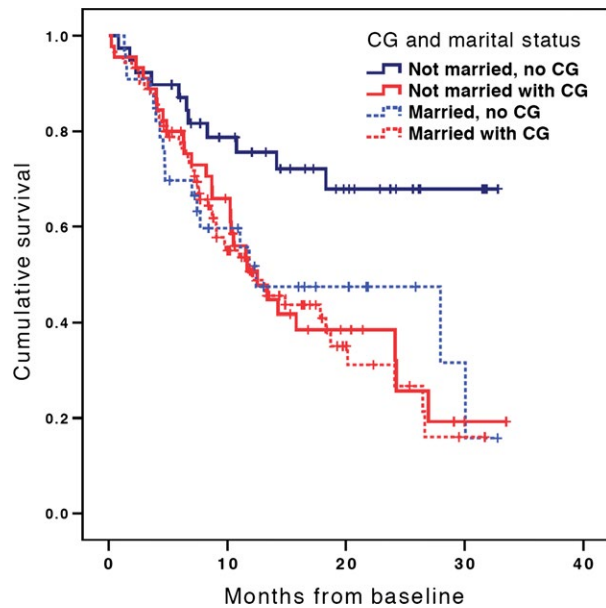 CG and marital status
Not married, no CG
Not married with CG
Married, no CG
Married with CG
Cumulative survival
1.0
0.8
0.6
0.4
0.2
0.0
0
10
20
30
40
Months from baseline